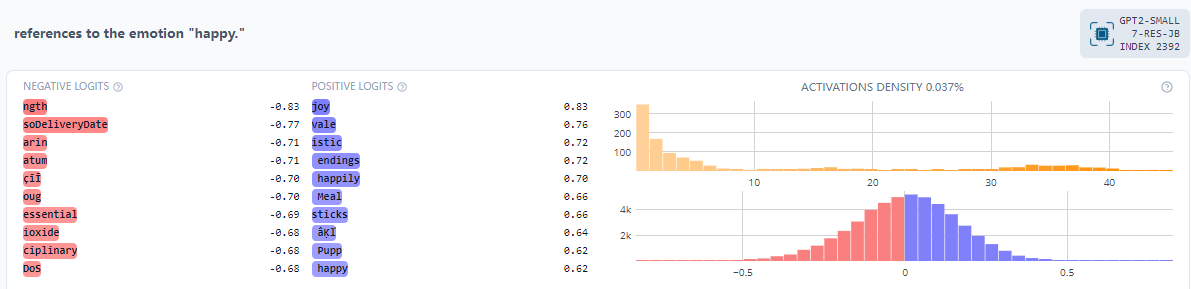 references to the emotion "happy."
GPT2-SMALL
7-RES-JB
INDEX 2392
NEGATIVE LOGITS
ngth -0.83
soDeliveryDate -0.77
arin -0.71
atum -0.71
çīĪ -0.70
oug -0.70
essential -0.69
ioxide -0.68
ciplinary -0.68
DoS -0.68
POSITIVE LOGITS
joy 0.83
vale 0.76
istic 0.72
endings 0.72
happily 0.70
Meal 0.66
sticks 0.66
âĢĬ 0.64
Pupp 0.62
happy 0.62
ACTIVATIONS DENSITY 0.037%
300
200
100
10 20 30 40
4k
2k
−0.5 0 0.5